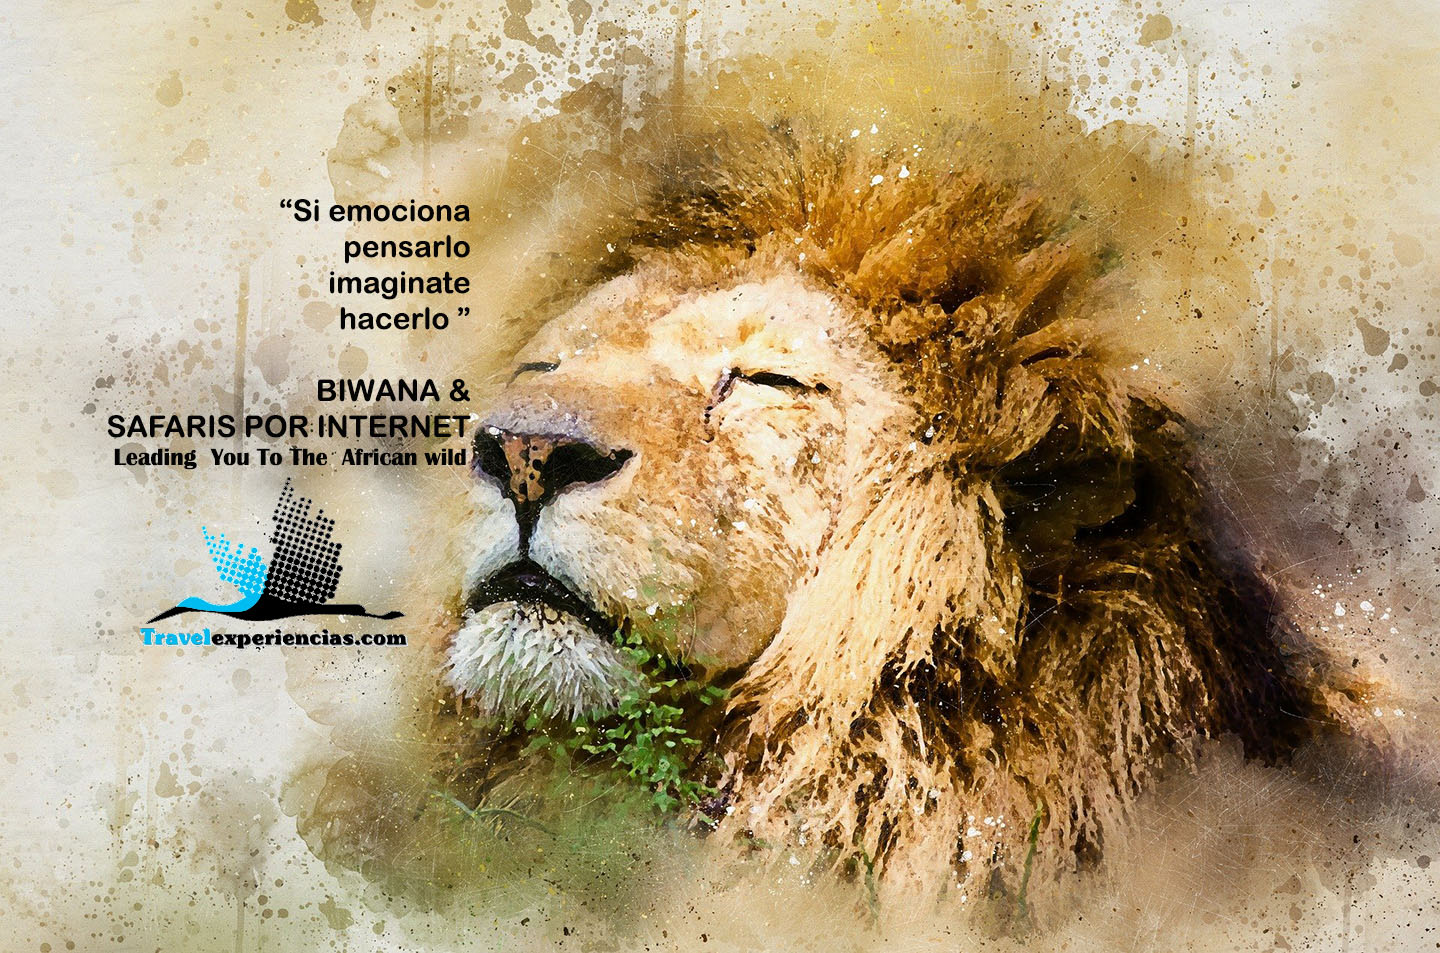 “Si emociona
pensarlo
imaginate
hacerlo ”
BIWANA &
SAFARIS POR INTERNET
Leading You To The African wild
Travelexperiencias.com